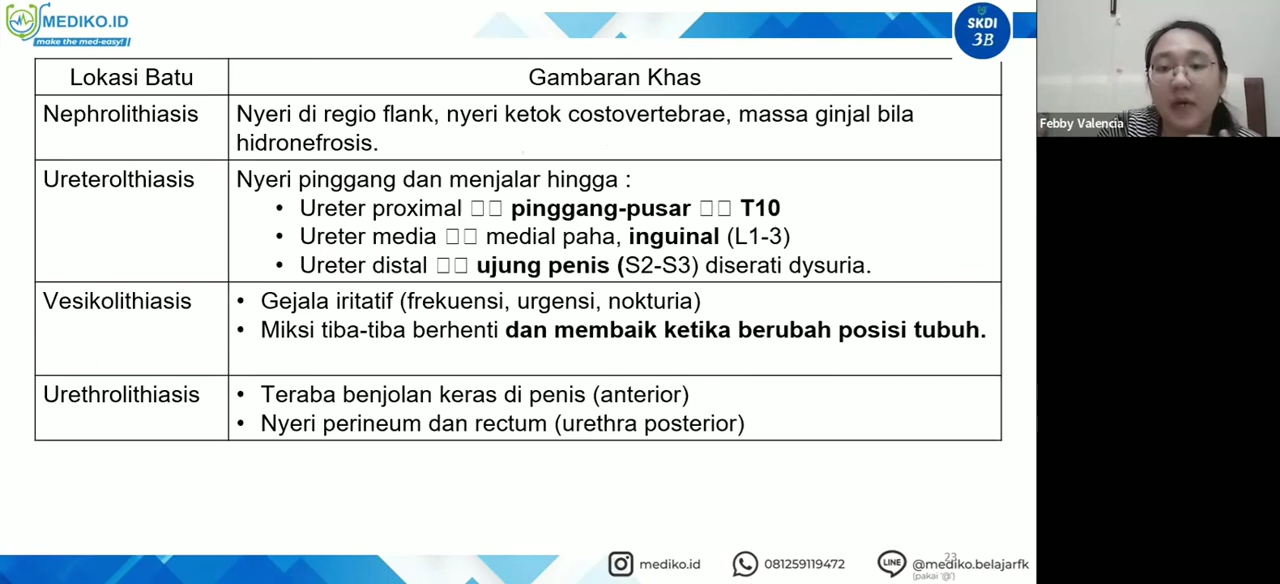 MEDIKO.ID
make the med-easy!
SKDI
3B
Lokasi Batu
Gambaran Khas
Nephrolithiasis
Nyeri di regio flank, nyeri ketok costovertebrae, massa ginjal bila
hidronefrosis.
Ureterolthiasis
Nyeri pinggang dan menjalar hingga :
• Ureter proximal □□ pinggang-pusar □□ T10
• Ureter media □□ medial paha, inguinal (L1-3)
• Ureter distal □□ ujung penis (S2-S3) diserati dysuria.
Vesikolithiasis
• Gejala iritatif (frekuensi, urgensi, nokturia)
• Miksi tiba-tiba berhenti dan membaik ketika berubah posisi tubuh.
Urethrolithiasis
• Teraba benjolan keras di penis (anterior)
• Nyeri perineum dan rectum (urethra posterior)
Febby Valencia
mediko.id
081259119472
LINE
@mediko.belajarfk
(pakai '@')
23